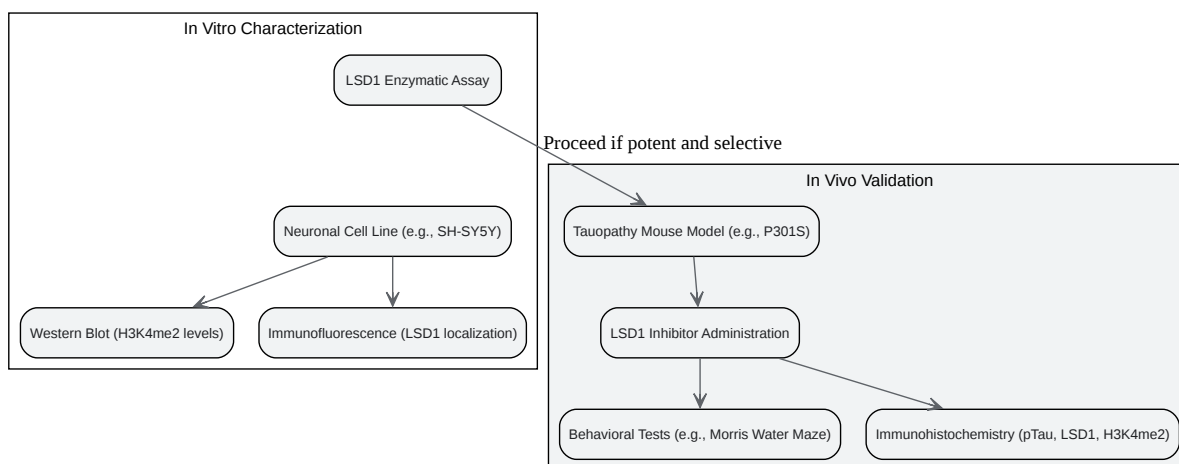 In Vitro Characterization
LSD1 Enzymatic Assay
Proceed if potent and selective
In Vivo Validation
Neuronal Cell Line (e.g., SH-SY5Y)
Tauopathy Mouse Model (e.g., P301S)
Western Blot (H3K4me2 levels)
Immunofluorescence (LSD1 localization)
LSD1 Inhibitor Administration
Behavioral Tests (e.g., Morris Water Maze)
Immunohistochemistry (pTau, LSD1, H3K4me2)